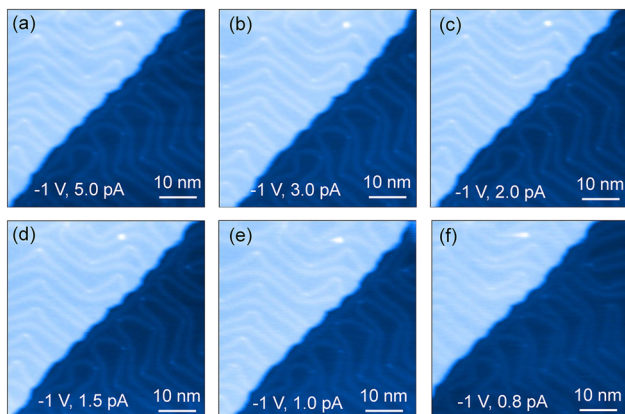 (a)
(b)
(c)
-1 V, 5.0 pA
10 nm
-1 V, 3.0 pA
10 nm
-1 V, 2.0 pA
10 nm
(d)
(e)
(f)
-1 V, 1.5 pA
10 nm
-1 V, 1.0 pA
10 nm
-1 V, 0.8 pA
10 nm